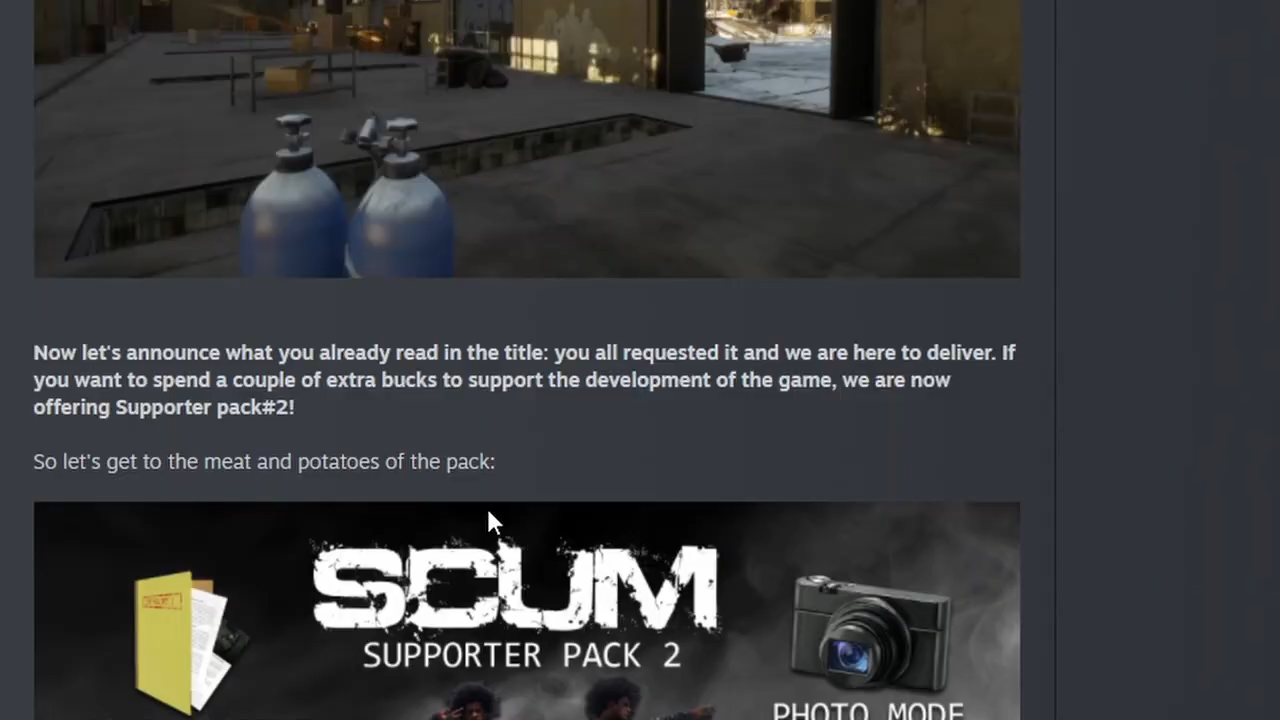 Now let's announce what you already read in the title: you all requested it and we are here to deliver. If
you want to spend a couple of extra bucks to support the development of the game, we are now
offering Supporter pack#2!
So let's get to the meat and potatoes of the pack:
SCUM
SUPPORTER PACK 2
PHOTO MODE